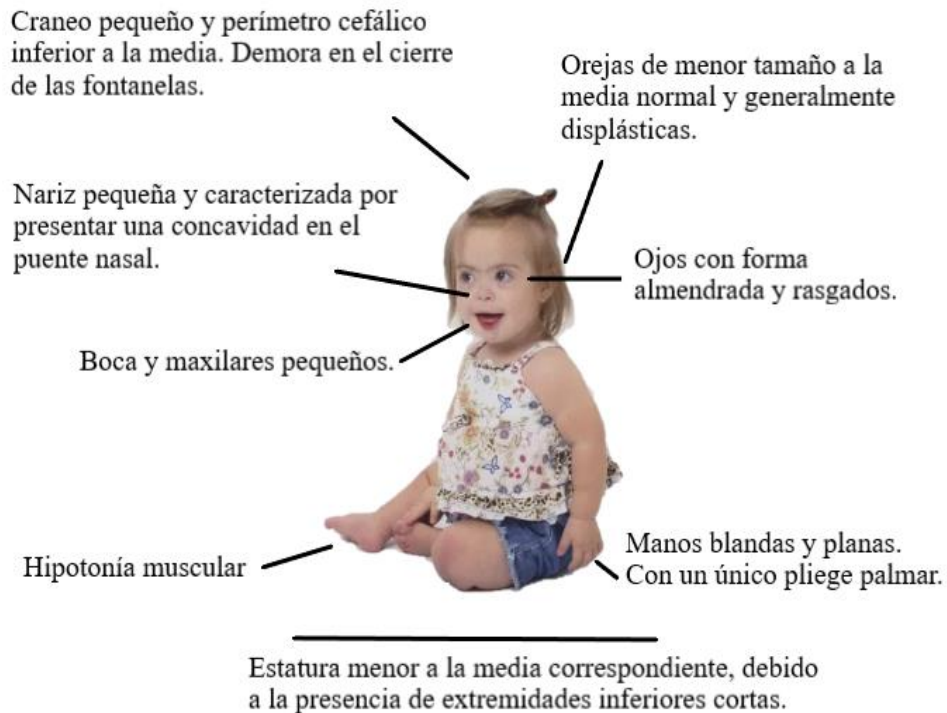 Craneo pequeño y perímetro cefálico
inferior a la media. Demora en el cierre
de las fontanelas.
Orejas de menor tamaño a la
media normal y generalmente
displásticas.
Nariz pequeña y caracterizada por
presentar una concavidad en el
puente nasal.
Ojos con forma
almendrada y rasgados.
Boca y maxilares pequeños.
Hipotonía muscular
Manos blandas y planas.
Con un único pliege palmar.
Estatura menor a la media correspondiente, debido
a la presencia de extremidades inferiores cortas.